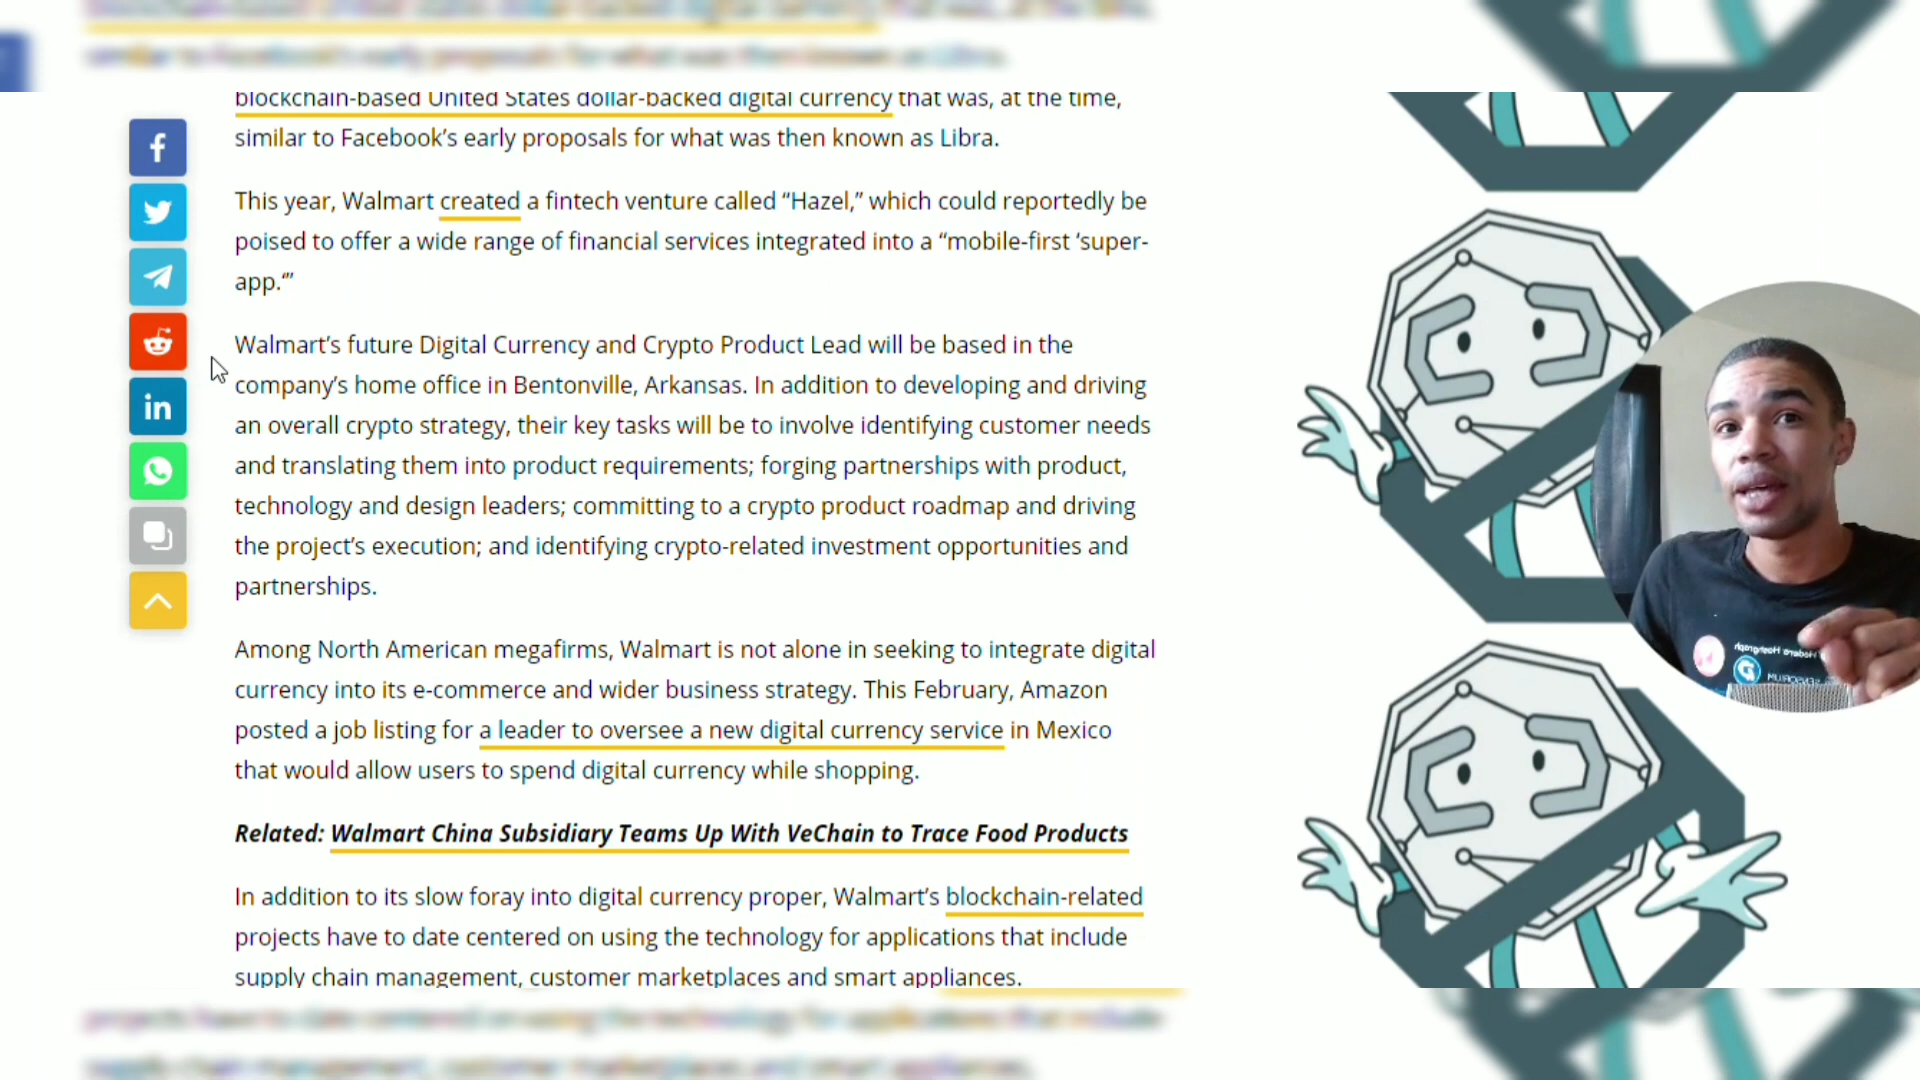 blockchain-based United States dollar-backed digital currency that was, at the time,
similar to Facebook’s early proposals for what was then known as Libra.
This year, Walmart created a fintech venture called “Hazel,” which could reportedly be
poised to offer a wide range of financial services integrated into a “mobile-first ‘super-
app.‘”
Walmart’s future Digital Currency and Crypto Product Lead will be based in the
company’s home office in Bentonville, Arkansas. In addition to developing and driving
an overall crypto strategy, their key tasks will be to involve identifying customer needs
and translating them into product requirements; forging partnerships with product,
technology and design leaders; committing to a crypto product roadmap and driving
the project’s execution; and identifying crypto-related investment opportunities and
partnerships.
Among North American megafirms, Walmart is not alone in seeking to integrate digital
currency into its e-commerce and wider business strategy. This February, Amazon
posted a job listing for a leader to oversee a new digital currency service in Mexico
that would allow users to spend digital currency while shopping.
Related: Walmart China Subsidiary Teams Up With VeChain to Trace Food Products
In addition to its slow foray into digital currency proper, Walmart’s blockchain-related
projects have to date centered on using the technology for applications that include
supply chain management, customer marketplaces and smart appliances.